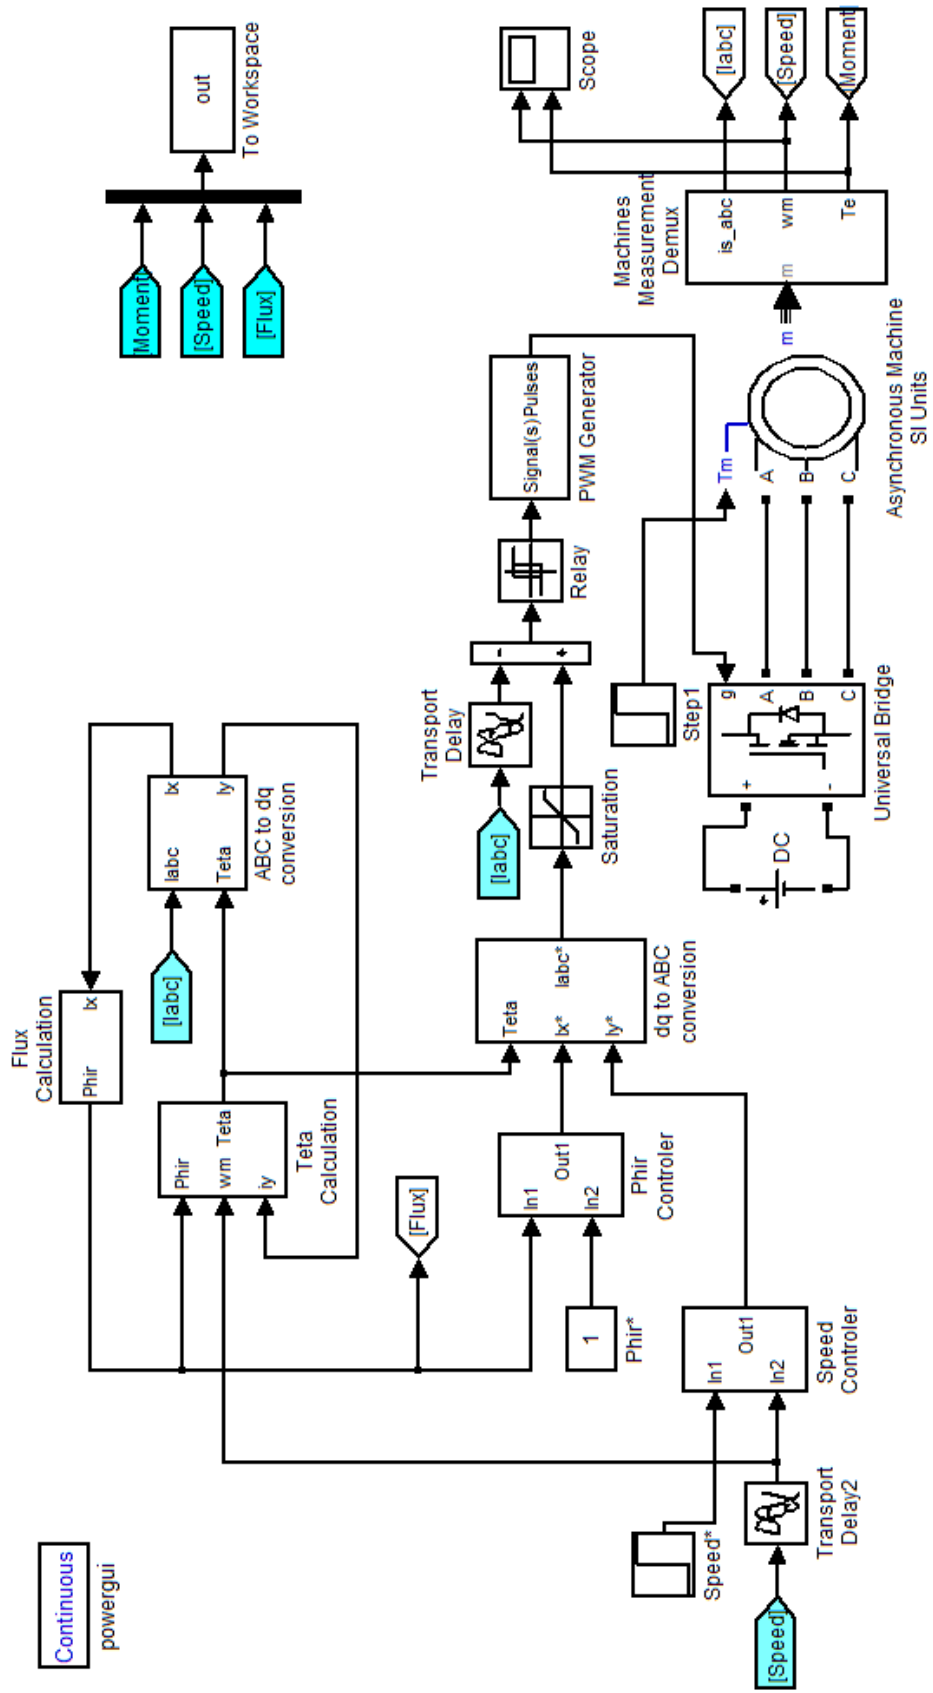 Continuous
powergui
[Speed]
Transport
Delay2
Speed*
In1
In2
Out1
Speed
Controler
1
Phir*
In1
In2
Out1
Phir
Controler
[Flux]
Phir
wm
iy
Teta
Teta
Calculation
Flux
Calculation
Phir
Ix
[Iabc]
Iabc
Teta
Ix
Iy
ABC to dq
conversion
Teta
Ix*
Iy*
Iabc*
dq to ABC
conversion
[Iabc]
Transport
Delay
Saturation
-
+
Relay
Signal(s)
Pulses
PWM Generator
Step1
DC
+
-
g
A
B
C
Universal Bridge
Tm
A
B
C
m
Asynchronous Machine
SI Units
Machines
Measurement
Demux
m
is_abc
wm
Te
Scope
[Iabc]
[Speed]
[Moment]
[Moment]
[Speed]
[Flux]
out
To Workspace